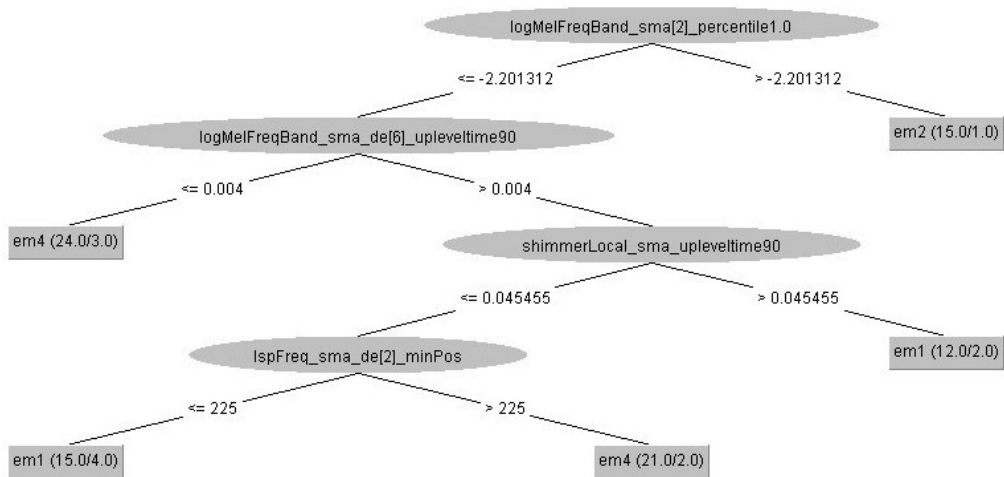 logMelFreqBand_sma[2]_percentile1.0
<= -2.201312
> -2.201312
logMelFreqBand_sma_de[6]_upleveltime90
em2 (15.0/1.0)
<= 0.004
> 0.004
em4 (24.0/3.0)
shimmerLocal_sma_upleveltime90
<= 0.045455
> 0.045455
lspFreq_sma_de[2]_minPos
em1 (12.0/2.0)
<= 225
> 225
em1 (15.0/4.0)
em4 (21.0/2.0)